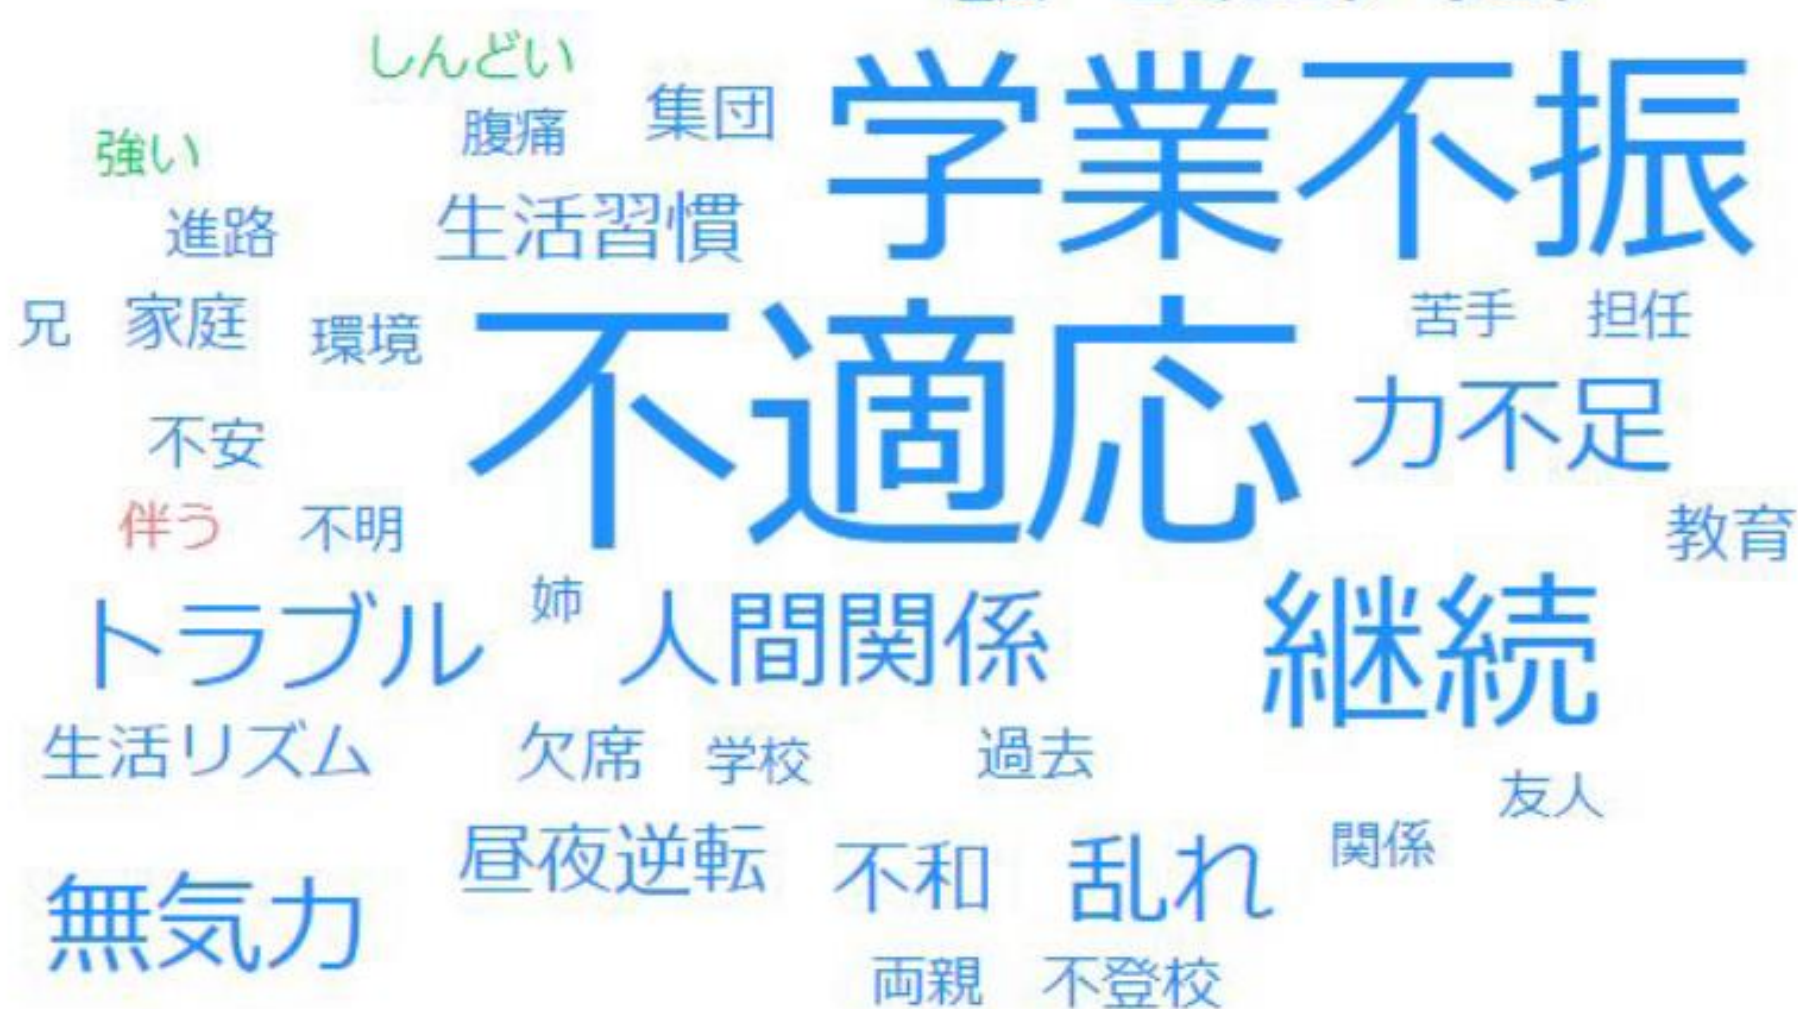 しんどい
集団
学業不振
強い
腹痛
進路
生活習慣
兄
家庭
環境
不適応
苦手
担任
力不足
不安
伴う
不明
教育
トラブル
姉
人間関係
継続
生活リズム
欠席
学校
過去
友人
昼夜逆転
不和
乱れ
関係
無気力
両親
不登校